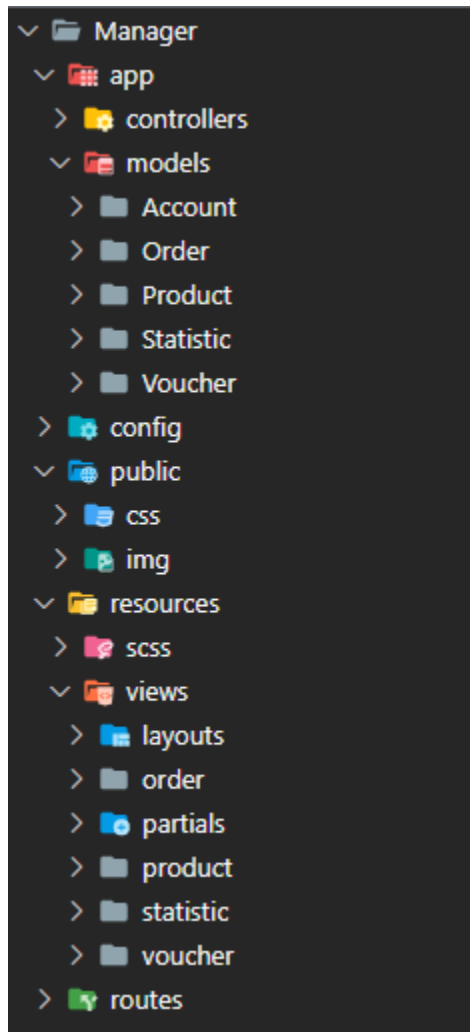 Manager
app
controllers
models
Account
Order
Product
Statistic
Voucher
config
public
css
img
resources
scss
views
layouts
order
partials
product
statistic
voucher
routes